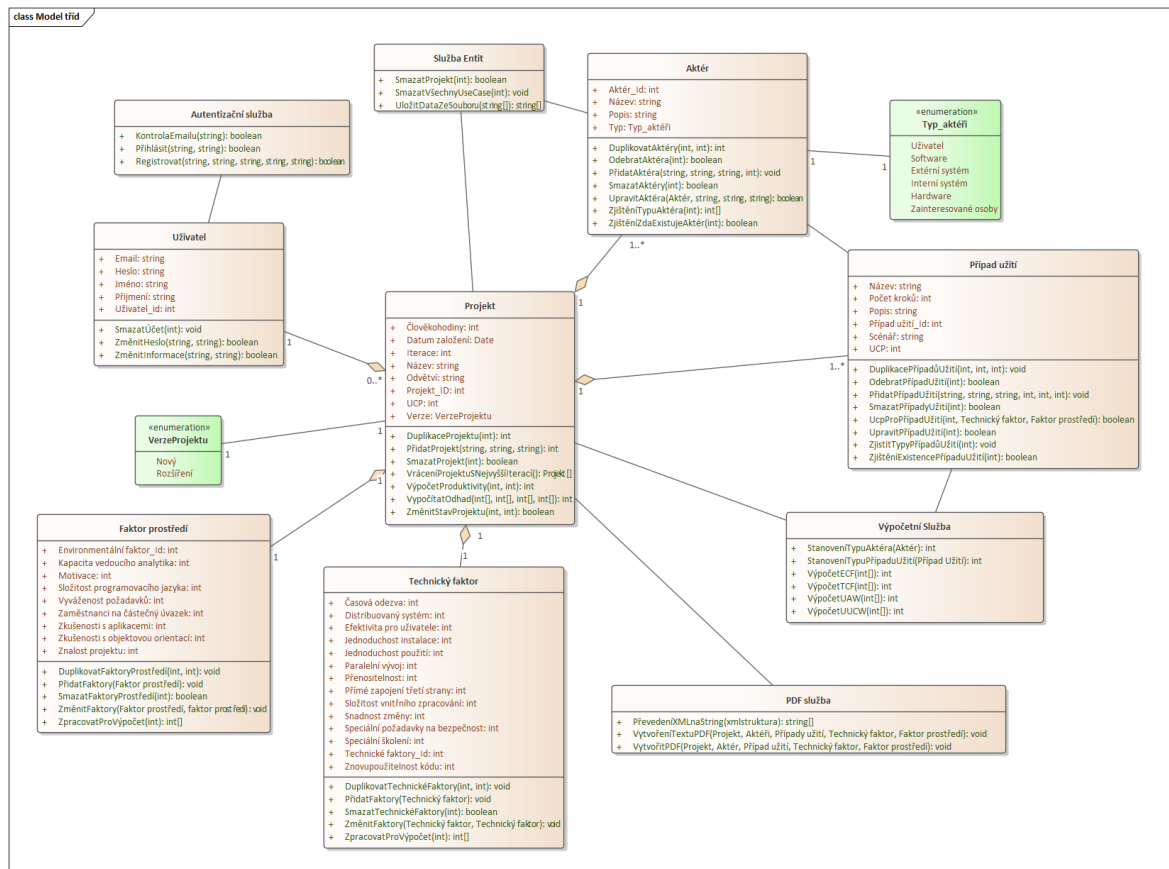 class Model tříd
Služba Entit
+ SmazatProjekt(int): boolean
+ SmazatVšechnyUseCase(int): void
+ UložitDataZeSouboru(string[]): string[]
Aktér
+ Aktér_Id: int
+ Název: string
+ Popis: string
+ Typ: Typ_aktéři
+ DuplikovatAktéry(int, int): int
+ OdebratAktéra(int): boolean
+ PřidatAktéra(string, string, string, int): void
+ SmazatAktéry(int): boolean
+ UpravitAktéra(Aktér, string, string, string): boolean
+ ZjištěníTypuAktéra(int): int[]
+ ZjištěníZdaExistujeAktér(int): boolean
«enumeration»
Typ_aktéři
Uživatel
Software
Extérní systém
Interní systém
Hardware
Zainteresované osoby
1
1
Autentizační služba
+ KontrolaEmailu(string): boolean
+ Přihlásit(string, string): boolean
+ Registrovat(string, string, string, string, string): boolean
Uživatel
+ Email: string
+ Heslo: string
+ Jméno: string
+ Přijmení: string
+ Uživatel_id: int
+ SmazatÚčet(int): void
+ ZměnitHeslo(string, string): boolean
+ ZměnitInformace(string, string): boolean
1
0..*
1..*
1
Případ užití
+ Název: string
+ Počet kroků: int
+ Popis: string
+ Případ užití_Id: int
+ Scénář: string
+ UCP: int
+ DuplikacePřípadůUžití(int, int, int): void
+ OdebratPřípadUžití(int): boolean
+ PřidatPřípadUžití(string, string, string, int, int, int): void
+ SmazatPřípadyUžití(int): boolean
+ UcpProPřípadUžití(int, Technický faktor, Faktor prostředí): boolean
+ UpravitPřípadUžití(int): boolean
+ ZjistitTypyPřípadůUžití(int): void
+ ZjištěníExistencePřípaduUžití(int): boolean
1..*
1
Projekt
+ Člověkohodiny: int
+ Datum založení: Date
+ Iterace: int
+ Název: string
+ Odvětví: string
+ Projekt_ID: int
+ UCP: int
+ Verze: VerzeProjektu
+ DuplikaceProjektu(int): int
+ PřidatProjekt(string, string, string): int
+ SmazatProjekt(int): boolean
+ VráceníProjektuSNejvyššíIterací(): Projekt[]
+ VýpočetProduktivity(int, int): int
+ VypočítatOdhad(int[], int[], int[], int[]): int
+ ZměnitStavProjektu(int, int): boolean
«enumeration»
VerzeProjektu
Nový
Rozšíření
1
1
1
1
1
1
Faktor prostředí
+ Environmentální faktor_Id: int
+ Kapacita vedoucího analytika: int
+ Motivace: int
+ Složitost programovacího jazyka: int
+ Vyváženost požadavků: int
+ Zaměstnanci na částečný úvazek: int
+ Zkušenosti s aplikacemi: int
+ Zkušenosti s objektovou orientací: int
+ Znalost projektu: int
+ DuplikovatFaktoryProstředí(int, int): void
+ PřidatFaktory(Faktor prostředí): void
+ SmazatFaktoryProstředí(int): boolean
+ ZměnitFaktory(Faktor prostředí, faktor prostředí): void
+ ZpracovatProVýpočet(int): int[]
Technický faktor
+ Časová odezva: int
+ Distribuovaný systém: int
+ Efektivita pro uživatele: int
+ Jednoduchost instalace: int
+ Jednoduchost použití: int
+ Paralelní vývoj: int
+ Přenositelnost: int
+ Přímé zapojení třetí strany: int
+ Složitost vnitřního zpracování: int
+ Snadnost změny: int
+ Speciální požadavky na bezpečnost: int
+ Speciální školení: int
+ Technické faktory_Id: int
+ Znovupoužitelnost kódu: int
+ DuplikovatTechnickéFaktory(int, int): void
+ PřidatFaktory(Technický faktor): void
+ SmazatTechnickéFaktory(int): boolean
+ ZměnitFaktory(Technický faktor, Technický faktor): void
+ ZpracovatProVýpočet(int): int[]
Výpočetní Služba
+ StanoveníTypuAktéra(Aktér): int
+ StanoveníTypuPřípaduUžití(Případ Užití): int
+ VýpočetECF(int[]): int
+ VýpočetTCF(int[]): int
+ VýpočetUAW(int[]): int
+ VýpočetUUCW(int[]): int
PDF služba
+ PřevedeníXMLnaString(xmlstruktura): string[]
+ VytvořeníTextuPDF(Projekt, Aktéři, Případy užití, Technický faktor, Faktor prostředí): void
+ VytvořitPDF(Projekt, Aktér, Případ užití, Technický faktor, Faktor prostředí): void